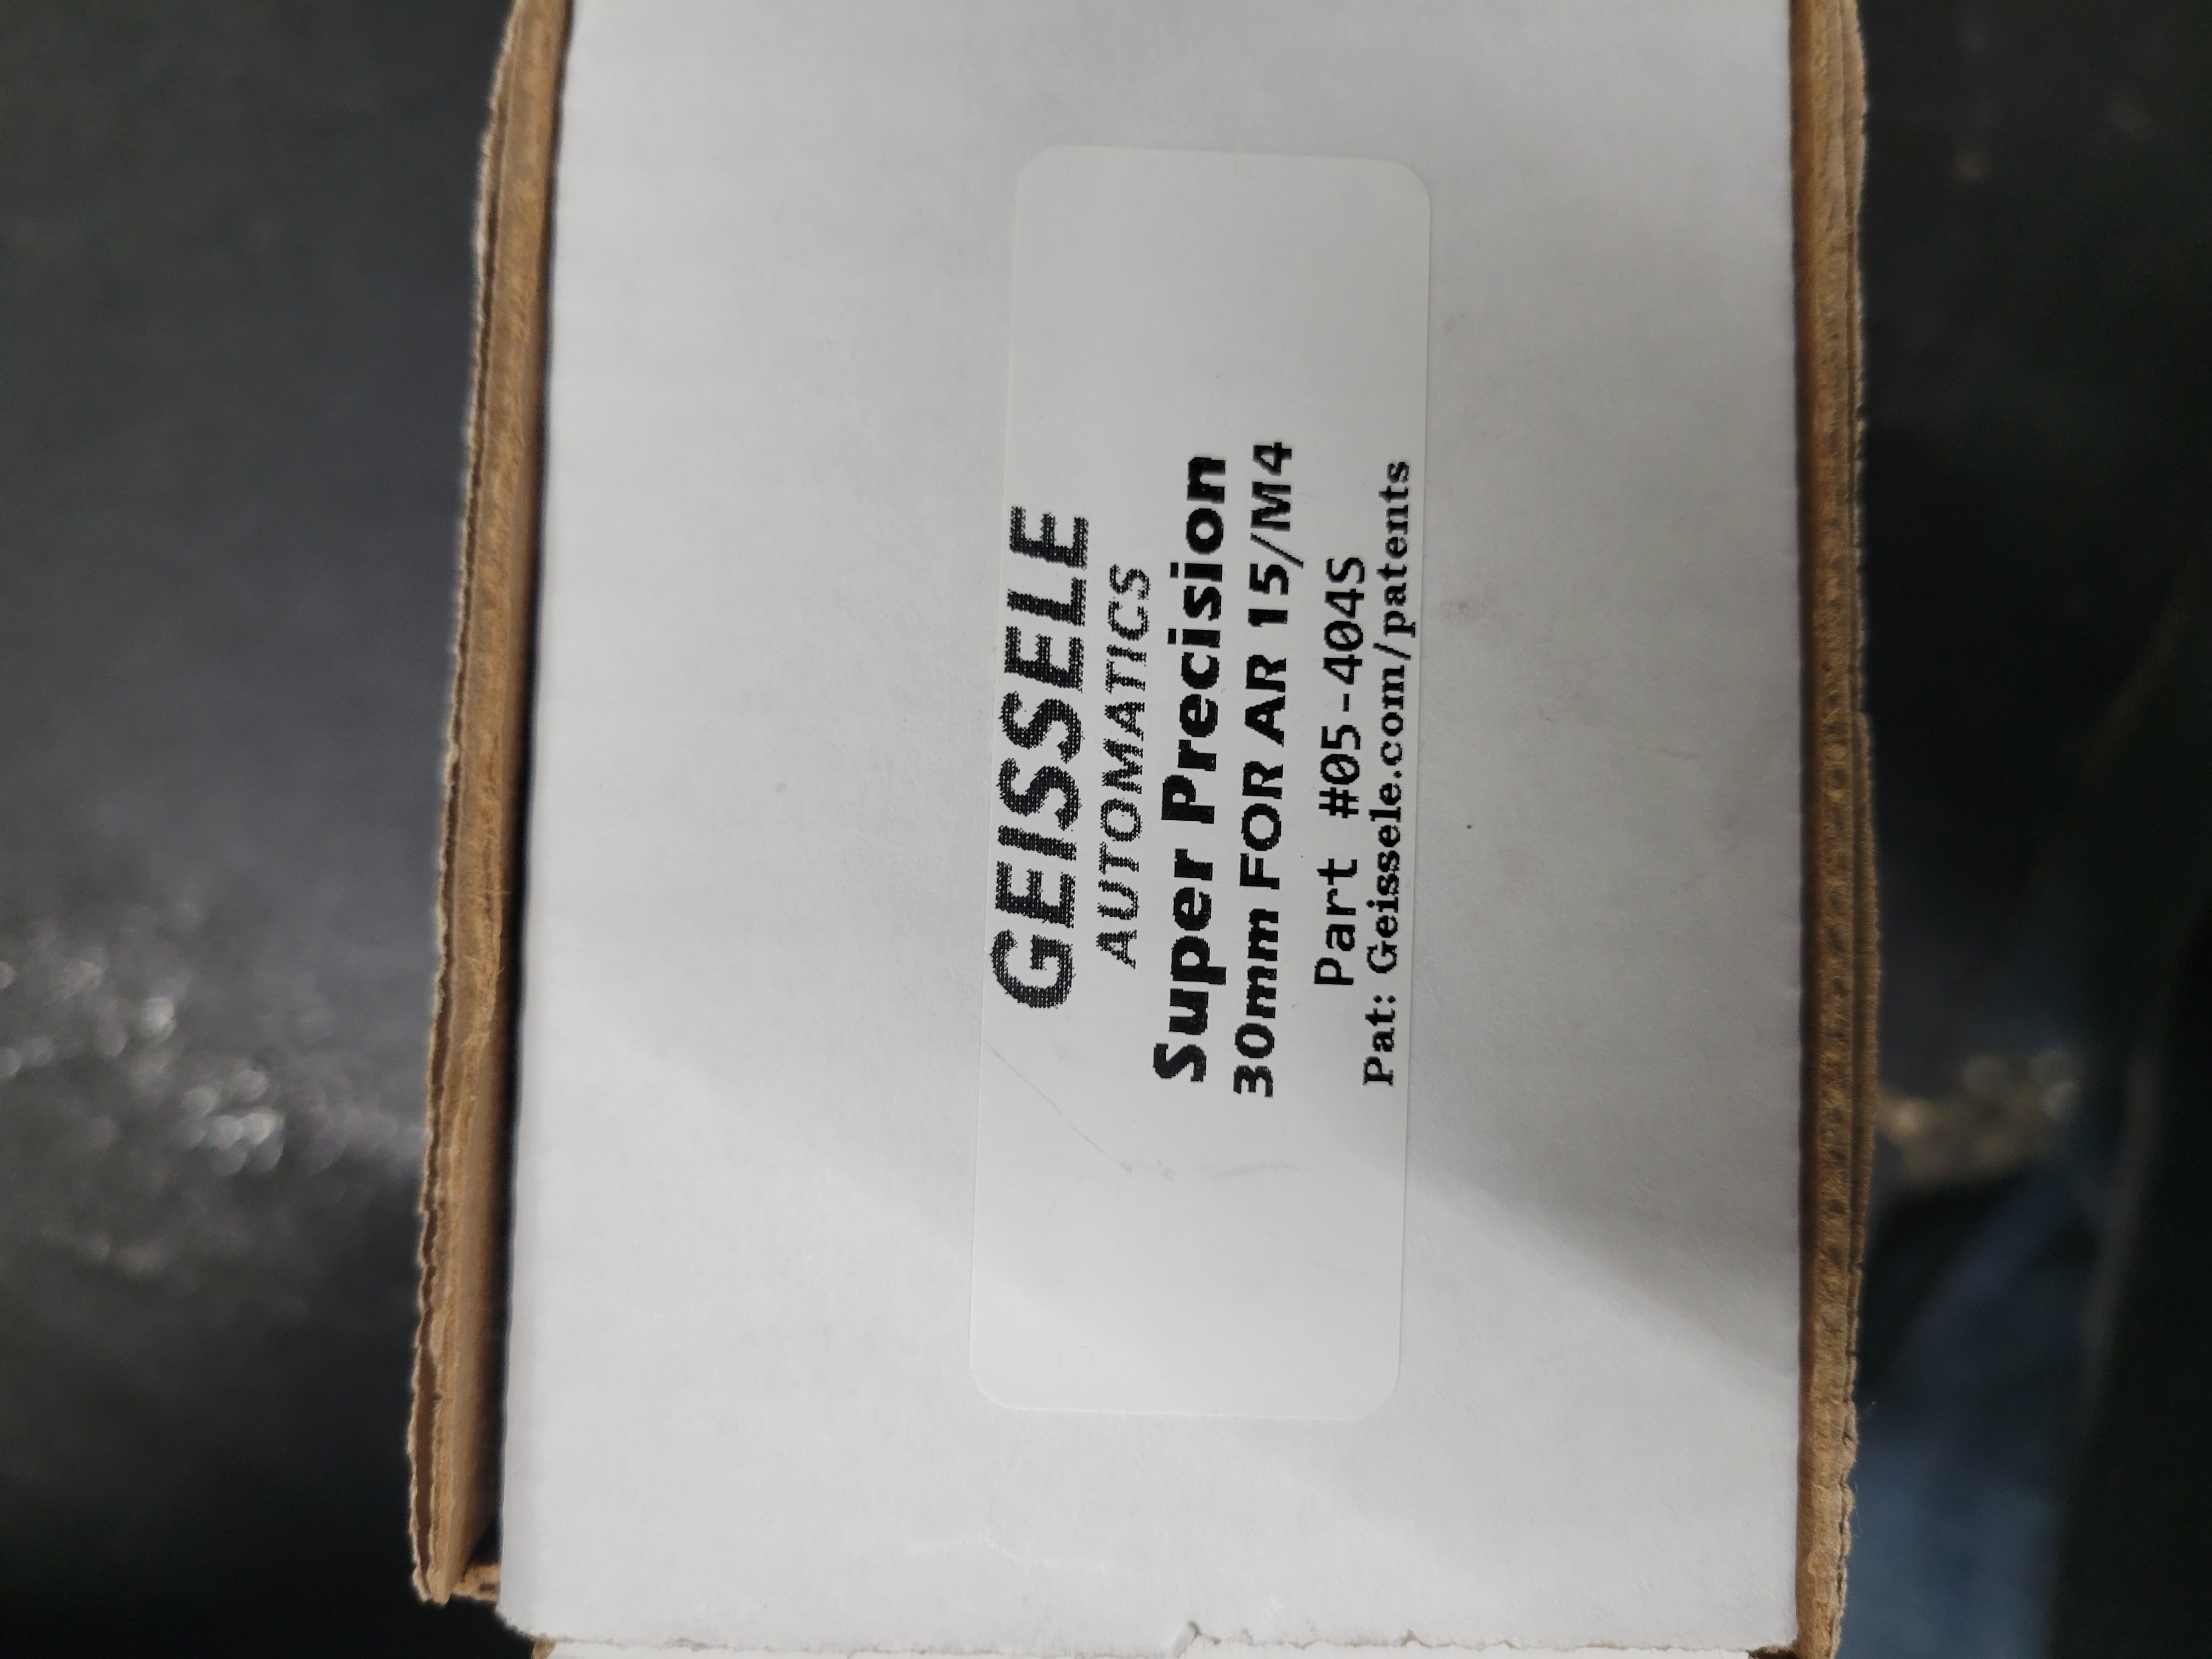 GEISSELE
AUTOMATICS
Super Precision
30mm FOR AR 15/M4
Part #05-404S
Pat: Geissele.com/patents